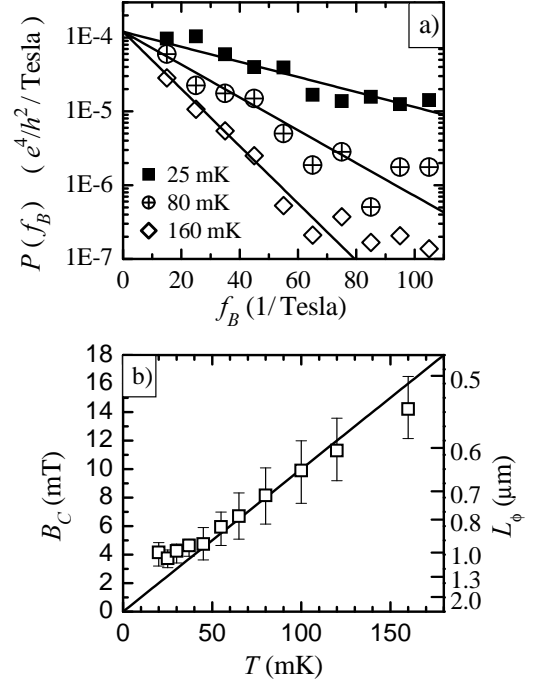 a)
1E-4
1E-5
1E-6
1E-7
P(f_B) (e^4/h^2/Tesla)
25 mK
80 mK
160 mK
0 20 40 60 80 100
f_B (1/Tesla)
b)
18
16
14
12
10
8
6
4
2
0
B_C (mT)
0.5
0.6
0.7
0.8
1.0
1.3
2.0
L_ϕ (μm)
0 50 100 150
T (mK)